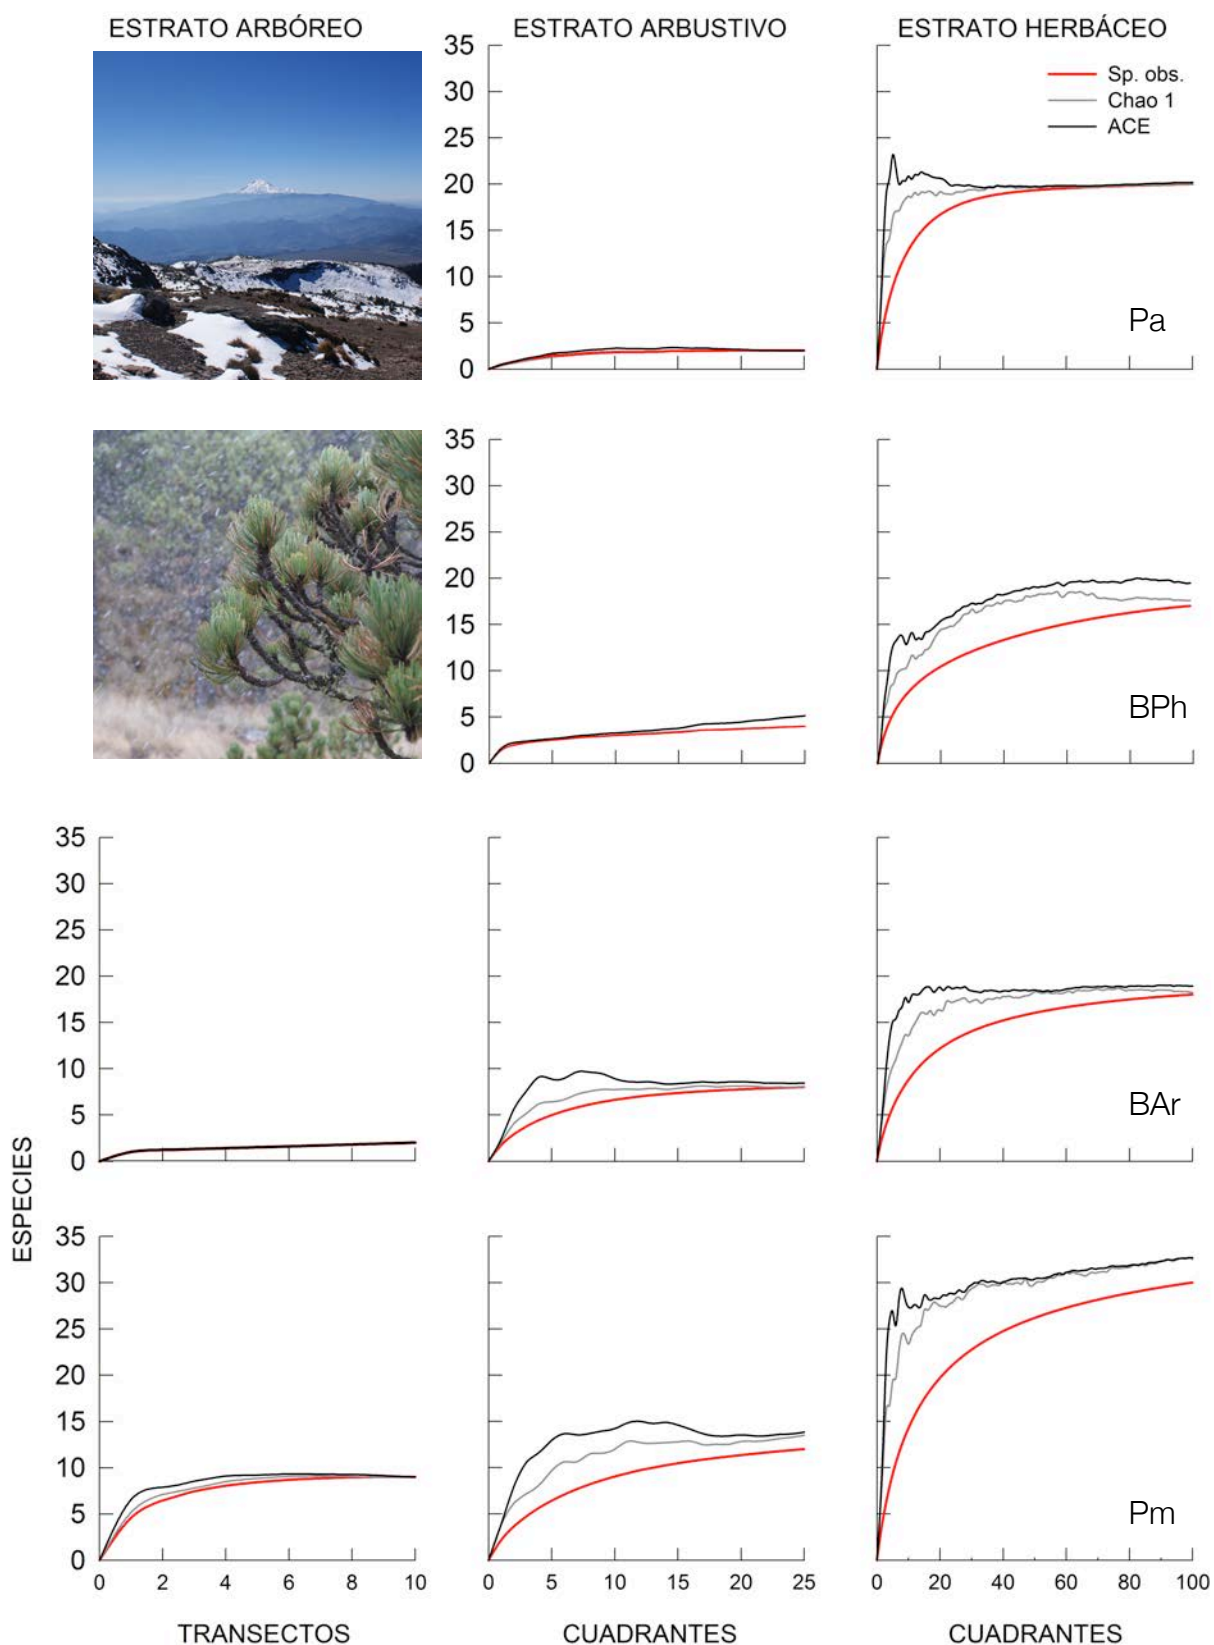 ESTRATO ARBÓREO
ESTRATO ARBUSTIVO
ESTRATO HERBÁCEO
35
30
25
20
15
10
5
0
Sp. obs.
Chao 1
ACE
Pa
35
30
25
20
15
10
5
0
BPh
35
30
25
20
15
10
5
0
BAr
ESPECIES
35
30
25
20
15
10
5
0
Pm
0 2 4 6 8 10
0 5 10 15 20 25
0 20 40 60 80 100
TRANSECTOS
CUADRANTES
CUADRANTES